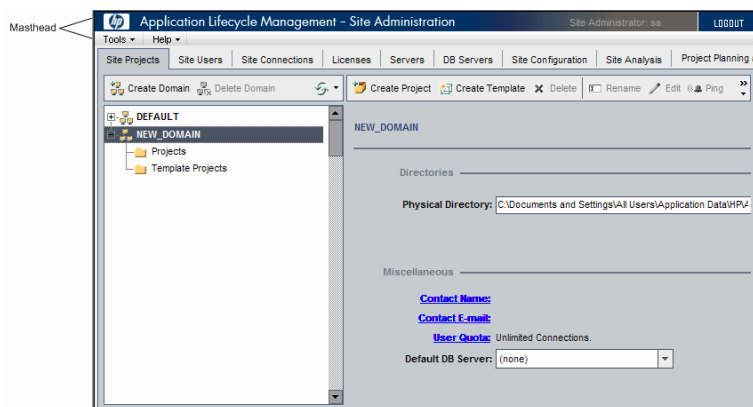 Masthead
hp Application Lifecycle Management – Site Administration Site Administrator: sa LOGOUT
Tools Help
Site Projects Site Users Site Connections Licenses Servers DB Servers Site Configuration Site Analysis Project Planning
Create Domain Delete Domain Create Project Create Template Delete Rename Edit Ping
DEFAULT
NEW_DOMAIN
Projects
Template Projects
NEW_DOMAIN
Directories
Physical Directory: C:\Documents and Settings\All Users\Application Data\HP\A
Miscellaneous
Contact Name:
Contact E-mail:
User Quota: Unlimited Connections.
Default DB Server: (none)